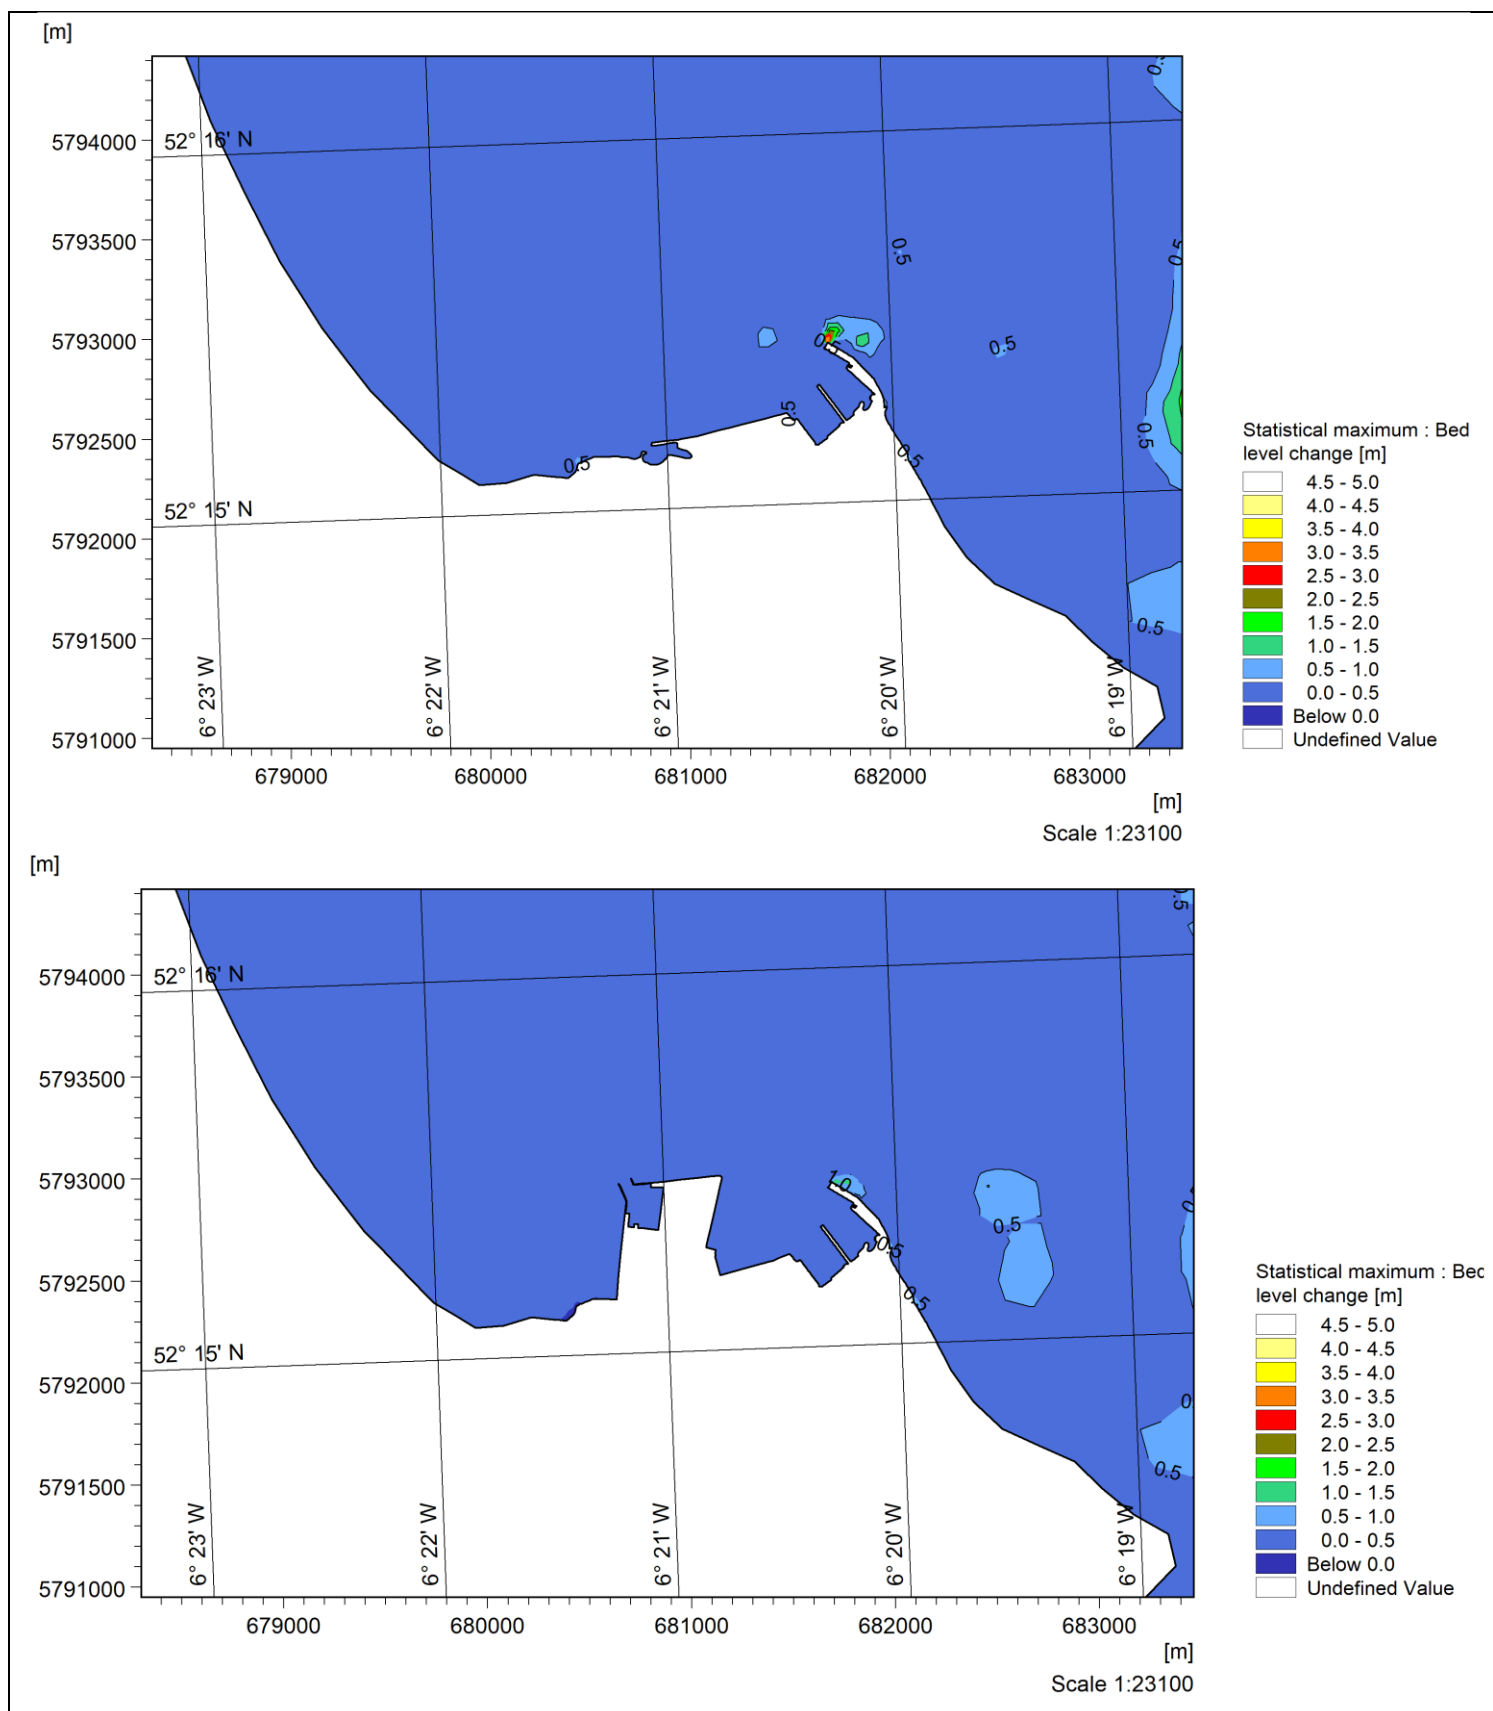 [m]
5794000
5793500
5793000
5792500
5792000
5791500
5791000
52° 16' N
52° 15' N
6° 23' W
6° 22' W
6° 21' W
6° 20' W
6° 19' W
0.5
0.5
0.5
0.5
0.5
0.5
0.5
0.5
0.5
679000
680000
681000
682000
683000
[m]
Scale 1:23100
Statistical maximum : Bed
level change [m]
4.5 - 5.0
4.0 - 4.5
3.5 - 4.0
3.0 - 3.5
2.5 - 3.0
2.0 - 2.5
1.5 - 2.0
1.0 - 1.5
0.5 - 1.0
0.0 - 0.5
Below 0.0
Undefined Value
[m]
5794000
5793500
5793000
5792500
5792000
5791500
5791000
52° 16' N
52° 15' N
6° 23' W
6° 22' W
6° 21' W
6° 20' W
6° 19' W
0.5
1.0
0.5
0.5
0.5
0.5
679000
680000
681000
682000
683000
[m]
Scale 1:23100
Statistical maximum : Bed
level change [m]
4.5 - 5.0
4.0 - 4.5
3.5 - 4.0
3.0 - 3.5
2.5 - 3.0
2.0 - 2.5
1.5 - 2.0
1.0 - 1.5
0.5 - 1.0
0.0 - 0.5
Below 0.0
Undefined Value